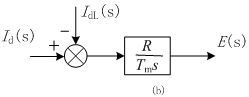 I_dL(s)
I_d(s)
+
−
R
T_m s
E(s)
(b)